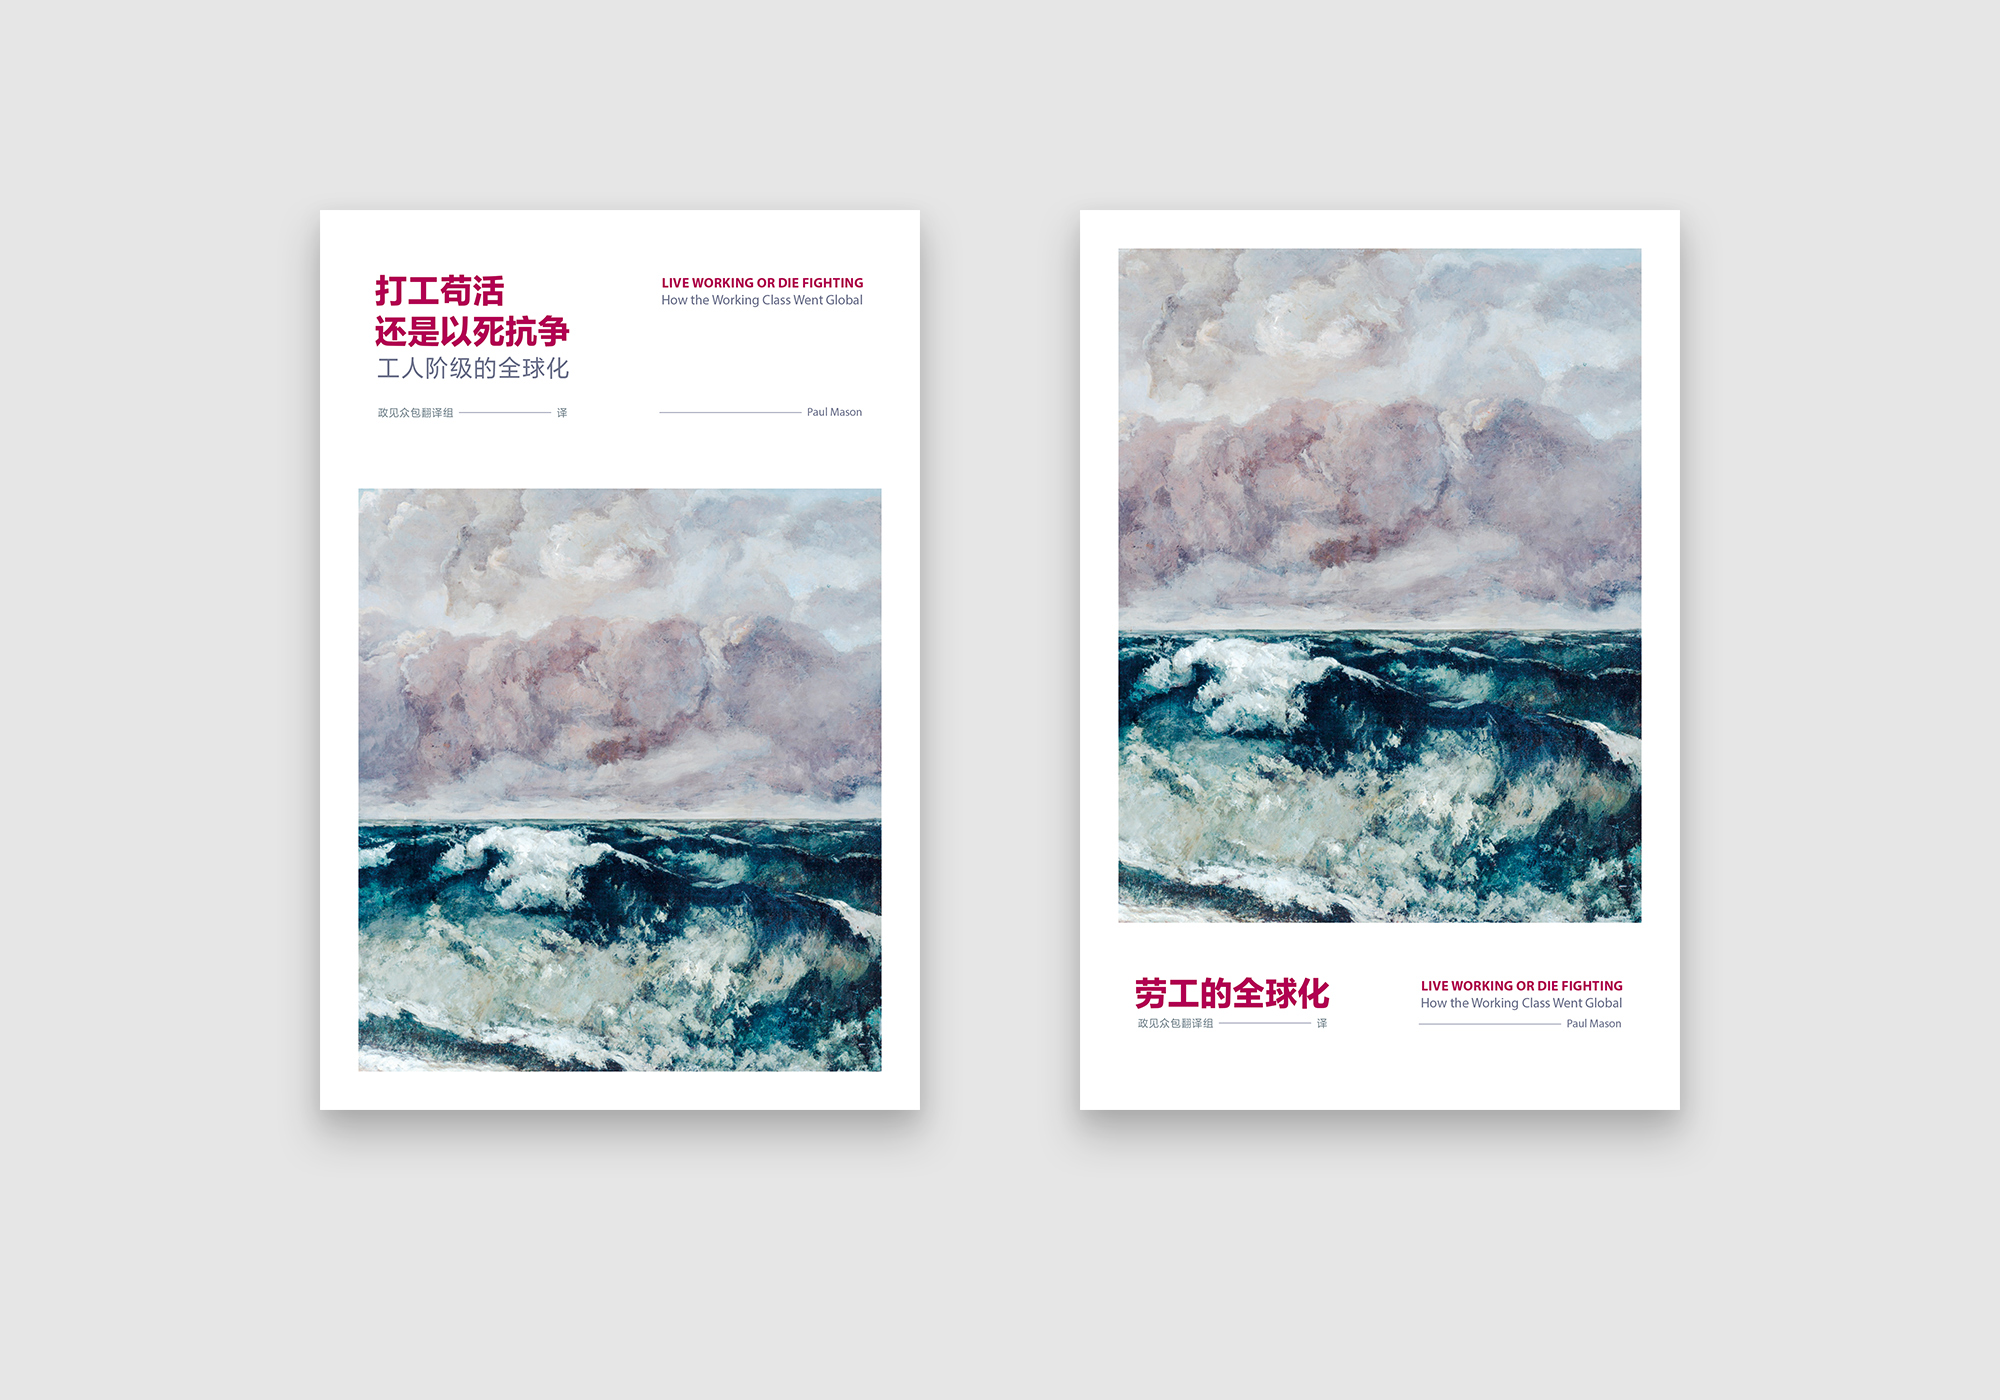 打工苟活
还是以死抗争
工人阶级的全球化
政见众包翻译组 译
LIVE WORKING OR DIE FIGHTING
How the Working Class Went Global
Paul Mason
劳工的全球化
政见众包翻译组 译
LIVE WORKING OR DIE FIGHTING
How the Working Class Went Global
Paul Mason